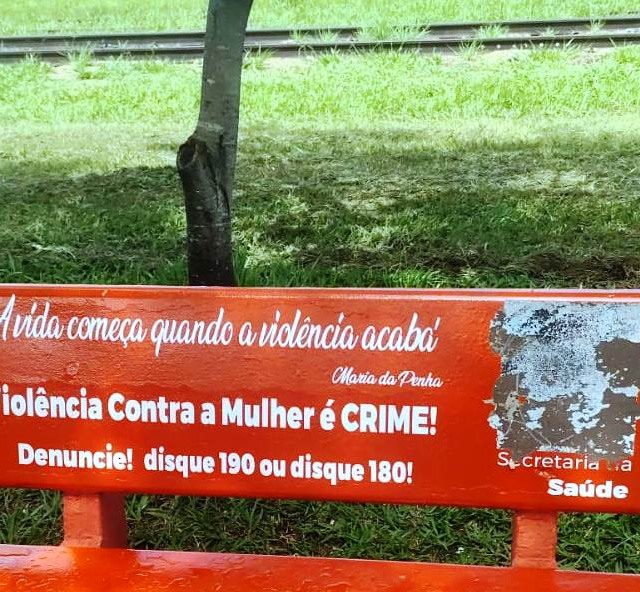 A vida começa quando a violência acaba'
Maria da Penha
iolência Contra a Mulher é CRIME!
Denuncie! disque 190 ou disque 180!
Secretaria
Saúde